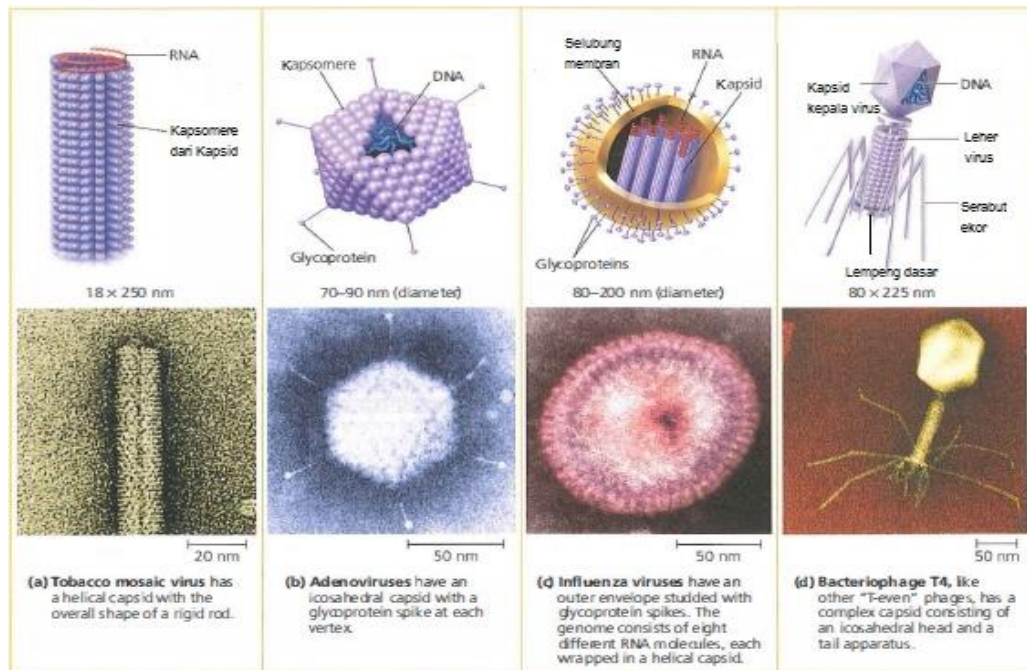 RNA
Kapsomere
dari Kapsid
18 × 250 nm
Kapsomere
DNA
Glycoprotein
70–90 nm (diameter)
Selubung
membran
RNA
Kapsid
Glycoproteins
80–200 nm (diameter)
Kapsid
kepala virus
DNA
Leher
virus
Serabut
ekor
Lempeng dasar
80 × 225 nm
20 nm
50 nm
50 nm
50 nm
(a) Tobacco mosaic virus has
a helical capsid with the
overall shape of a rigid rod.
(b) Adenoviruses have an
icosahedral capsid with a
glycoprotein spike at each
vertex.
(c) Influenza viruses have an
outer envelope studded with
glycoprotein spikes. The
genome consists of eight
different RNA molecules, each
wrapped in a helical capsid.
(d) Bacteriophage T4, like
other "T-even" phages, has a
complex capsid consisting of
an icosahedral head and a
tail apparatus.